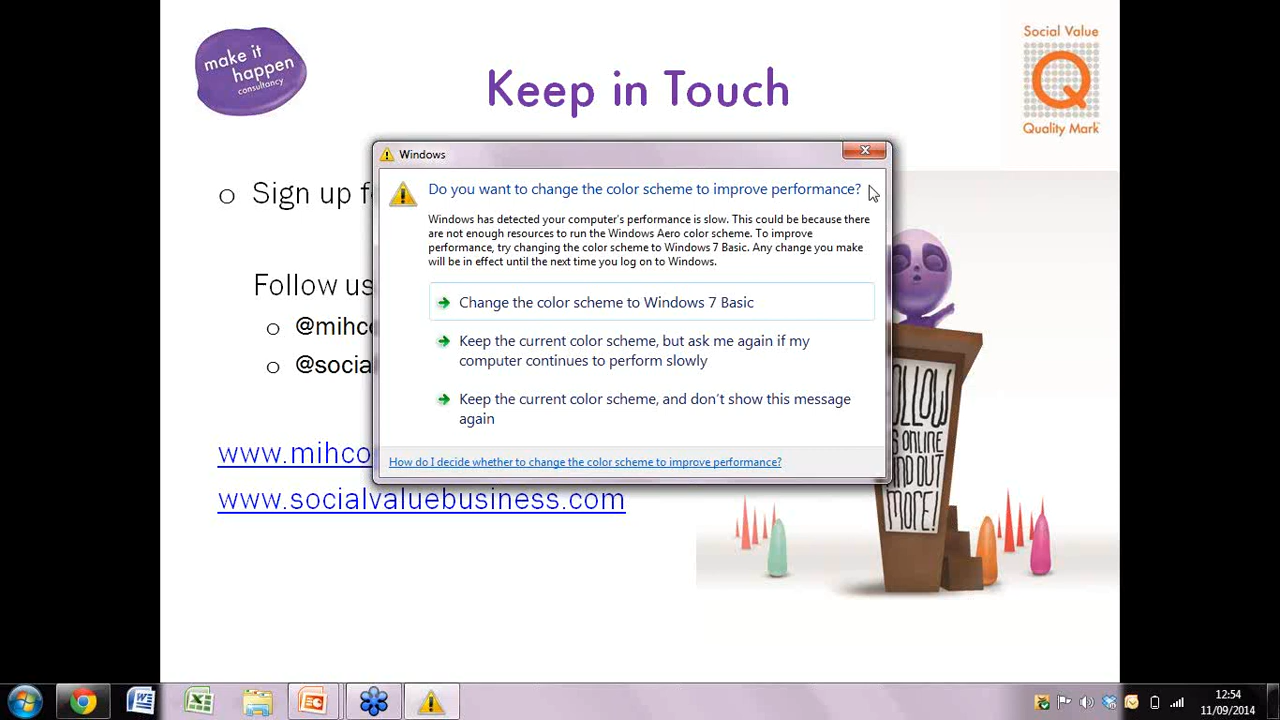 make it
happen
consultancy
Keep in Touch
Social Value
Quality Mark
Windows
Sign up f
Do you want to change the color scheme to improve performance?
Windows has detected your computer's performance is slow. This could be because there
are not enough resources to run the Windows Aero color scheme. To improve
performance, try changing the color scheme to Windows 7 Basic. Any change you make
will be in effect until the next time you log on to Windows.
Follow us
Change the color scheme to Windows 7 Basic
@mihco
Keep the current color scheme, but ask me again if my
computer continues to perform slowly
@socia
Keep the current color scheme, and don't show this message
again
www.mihco
How do I decide whether to change the color scheme to improve performance?
www.socialvaluebusiness.com
OLLOW
S ONLINE
IND OUT
MORE!
12:54
11/09/2014